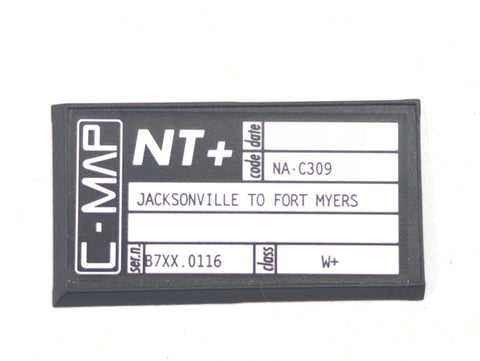 C-MAP
NT+
date
code NA-C309
JACKSONVILLE TO FORT MYERS
ser.n. B7XX.0116 class W+